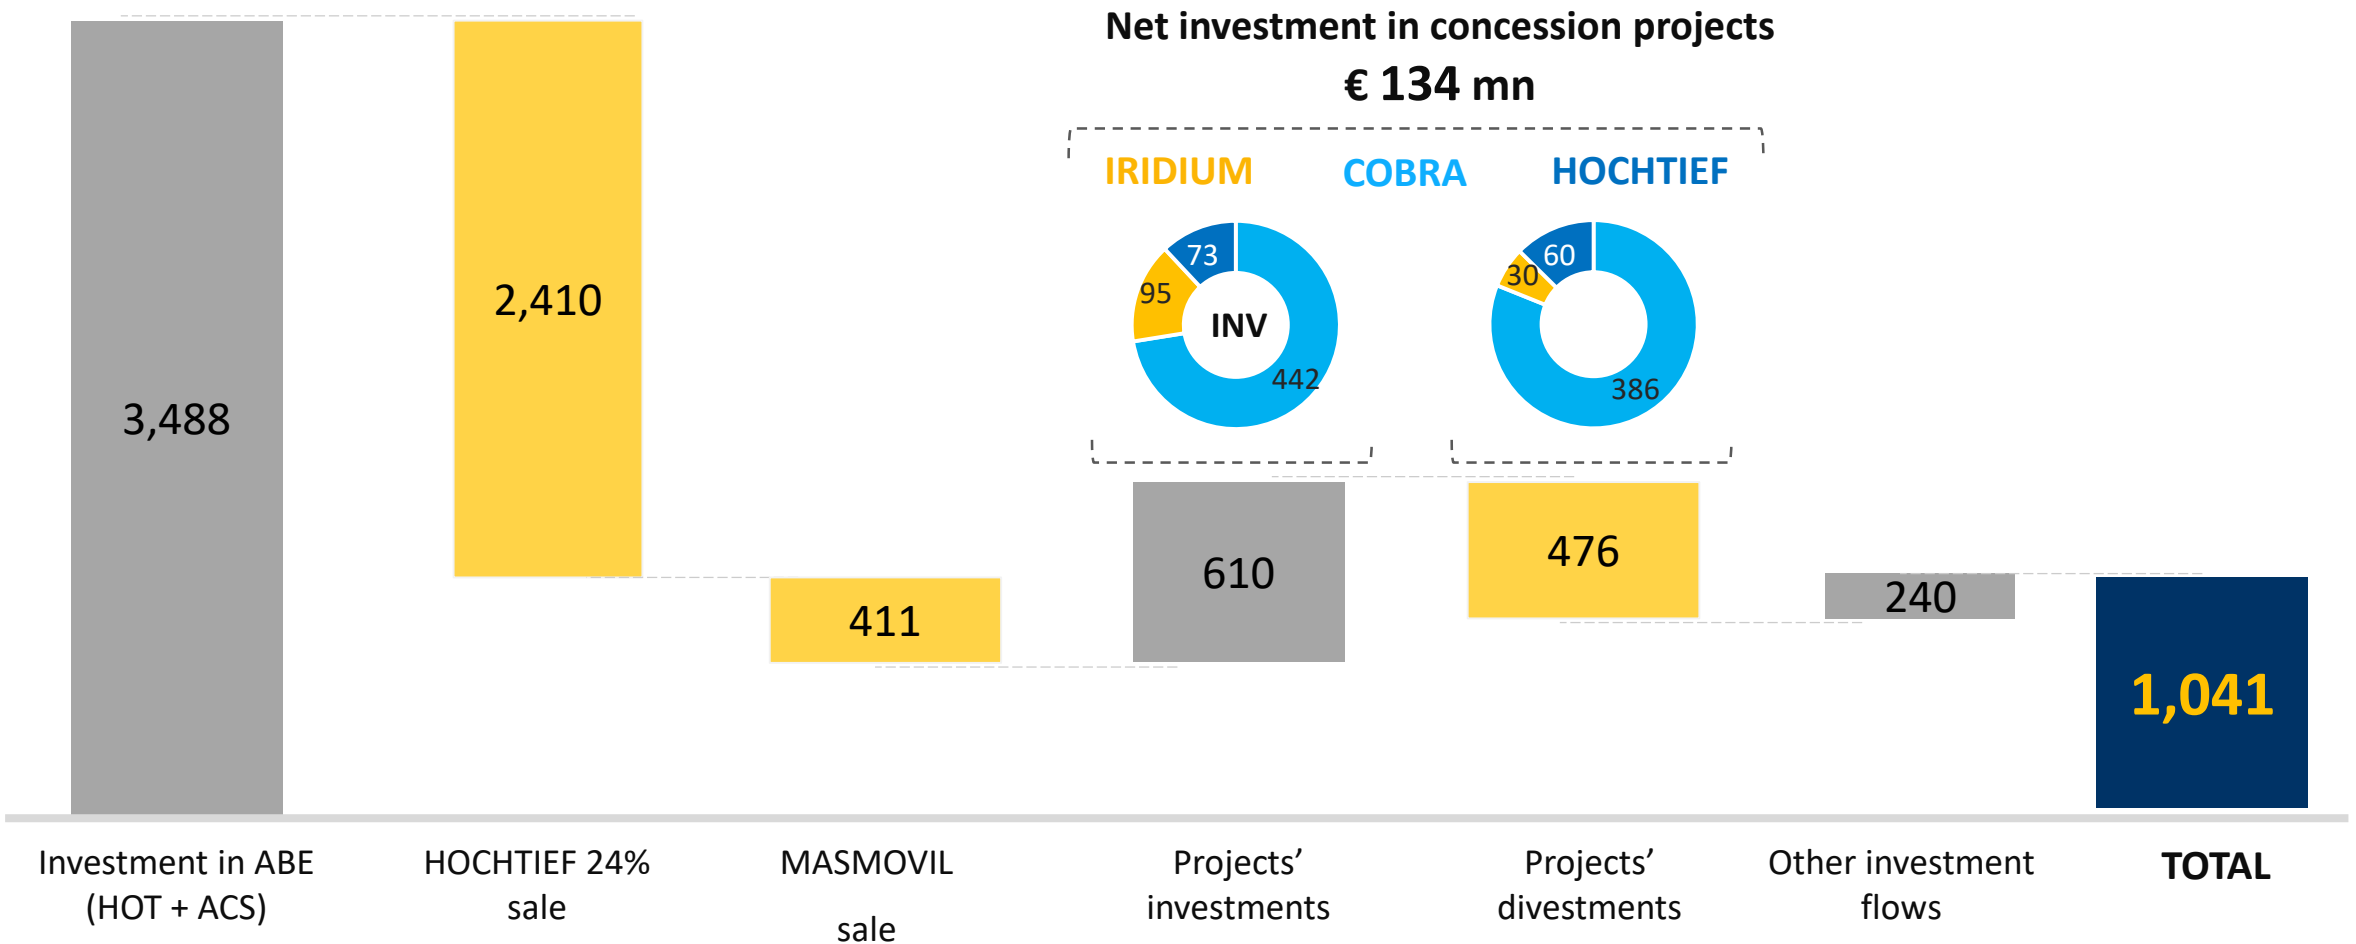 Net investment in concession projects
€ 134 mn
IRIDIUM
COBRA
HOCHTIEF
73
95
INV
442
60
30
386
3,488
2,410
411
610
476
240
1,041
Investment in ABE
(HOT + ACS)
HOCHTIEF 24%
sale
MASMOVIL
sale
Projects’
investments
Projects’
divestments
Other investment
flows
TOTAL